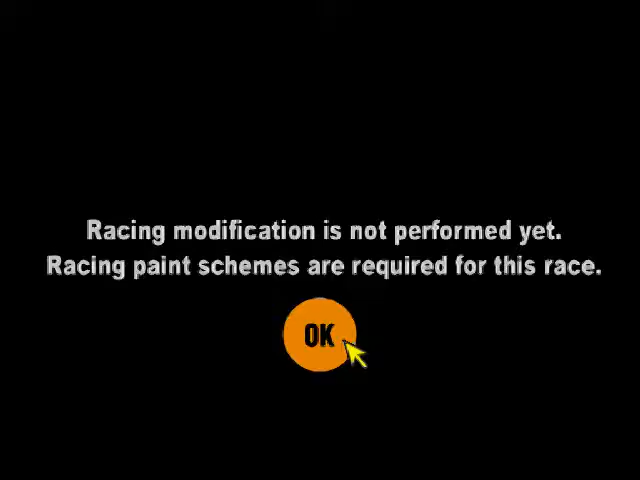 Racing modification is not performed yet.
Racing paint schemes are required for this race.
OK